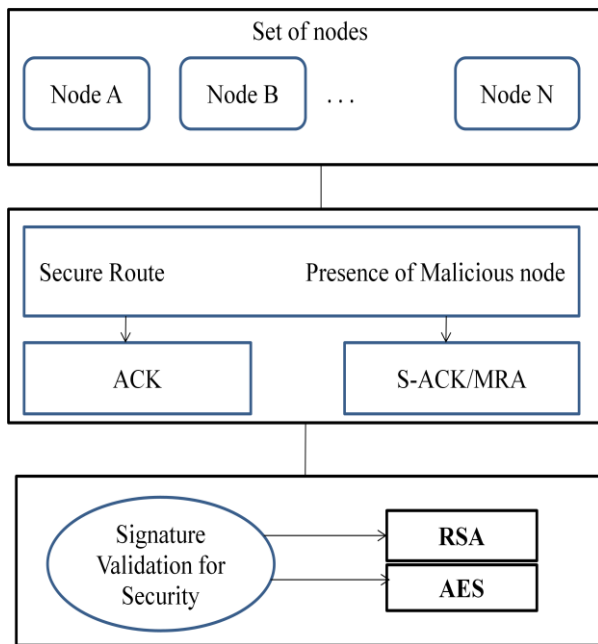 Set of nodes
Node A
Node B
. . .
Node N
Secure Route
Presence of Malicious node
ACK
S-ACK/MRA
Signature
Validation for
Security
RSA
AES